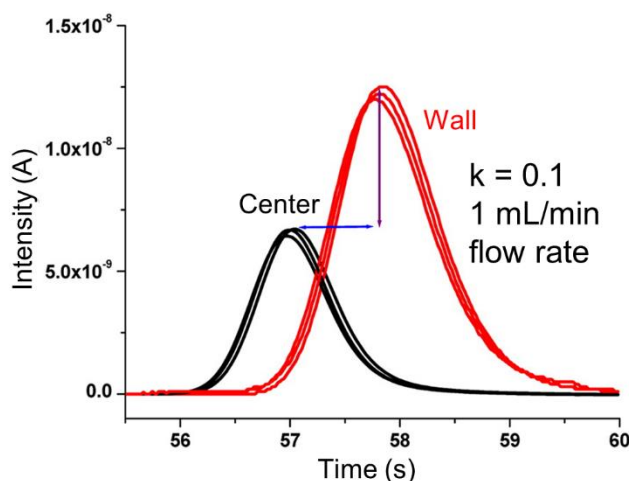 1.5x10⁻⁸
1.0x10⁻⁸
5.0x10⁻⁹
0.0
Intensity (A)
Center
Wall
k = 0.1
1 mL/min
flow rate
56 57 58 59 60
Time (s)